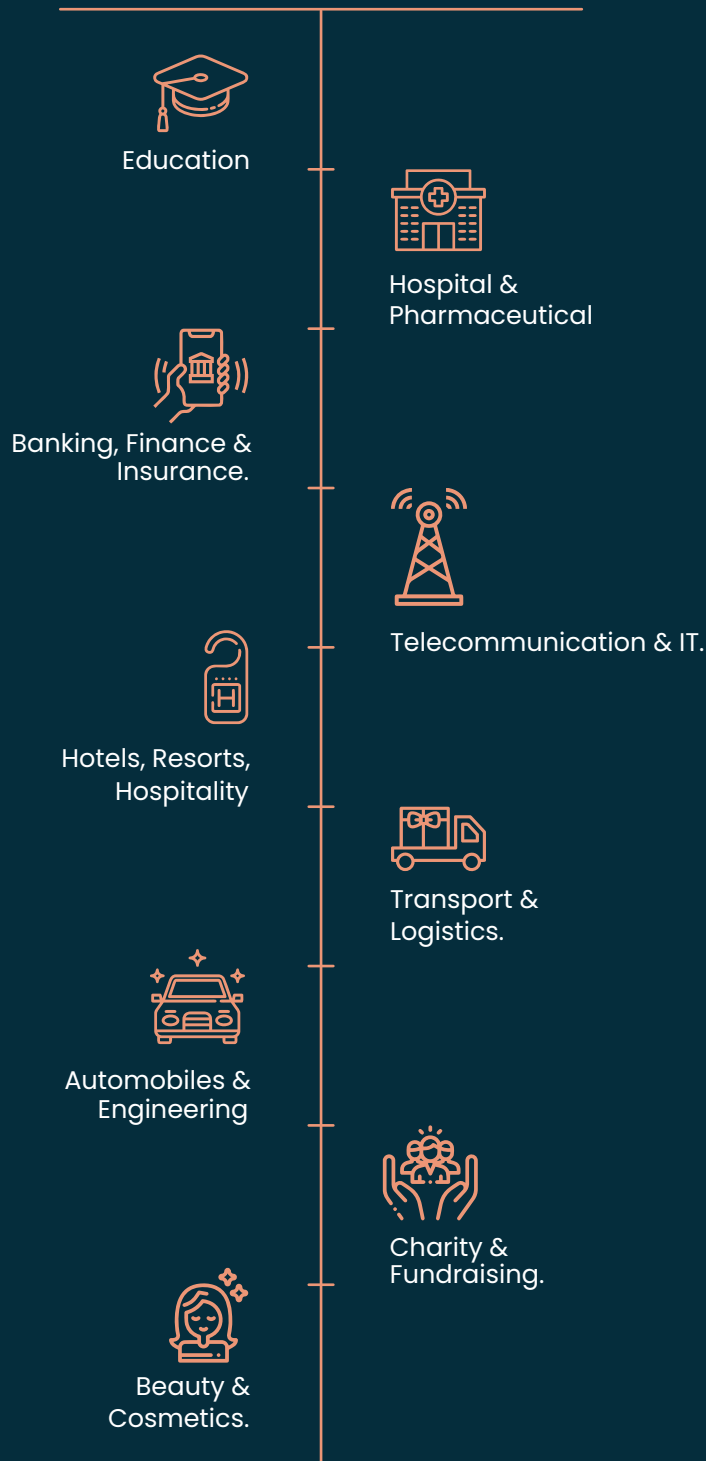 Education
Hospital &
Pharmaceutical
Banking, Finance &
Insurance.
Telecommunication & IT.
Hotels, Resorts,
Hospitality
Transport &
Logistics.
Automobiles &
Engineering
Charity &
Fundraising.
Beauty &
Cosmetics.